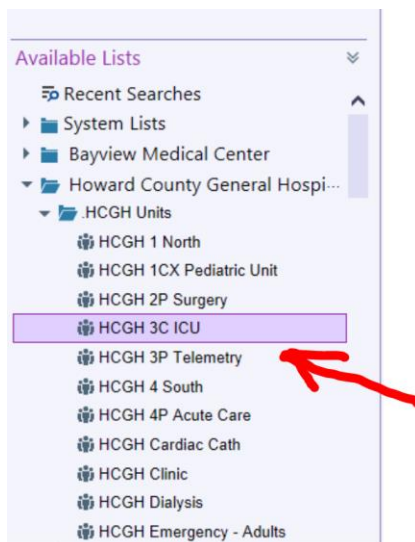 Available Lists
Recent Searches
System Lists
Bayview Medical Center
Howard County General Hospi...
.HCGH Units
HCGH 1 North
HCGH 1CX Pediatric Unit
HCGH 2P Surgery
HCGH 3C ICU
HCGH 3P Telemetry
HCGH 4 South
HCGH 4P Acute Care
HCGH Cardiac Cath
HCGH Clinic
HCGH Dialysis
HCGH Emergency - Adults